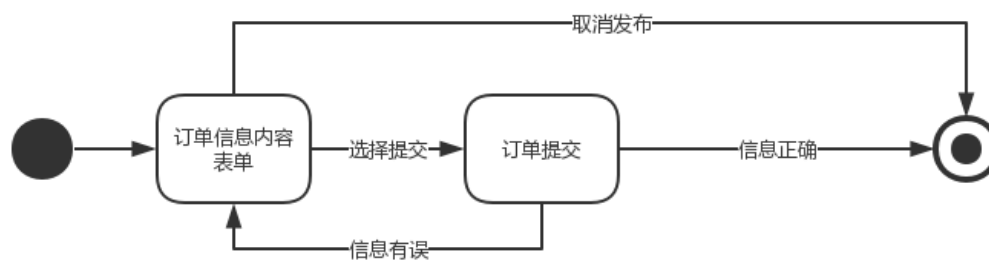 取消发布
订单信息内容
表单
选择提交
订单提交
信息正确
信息有误